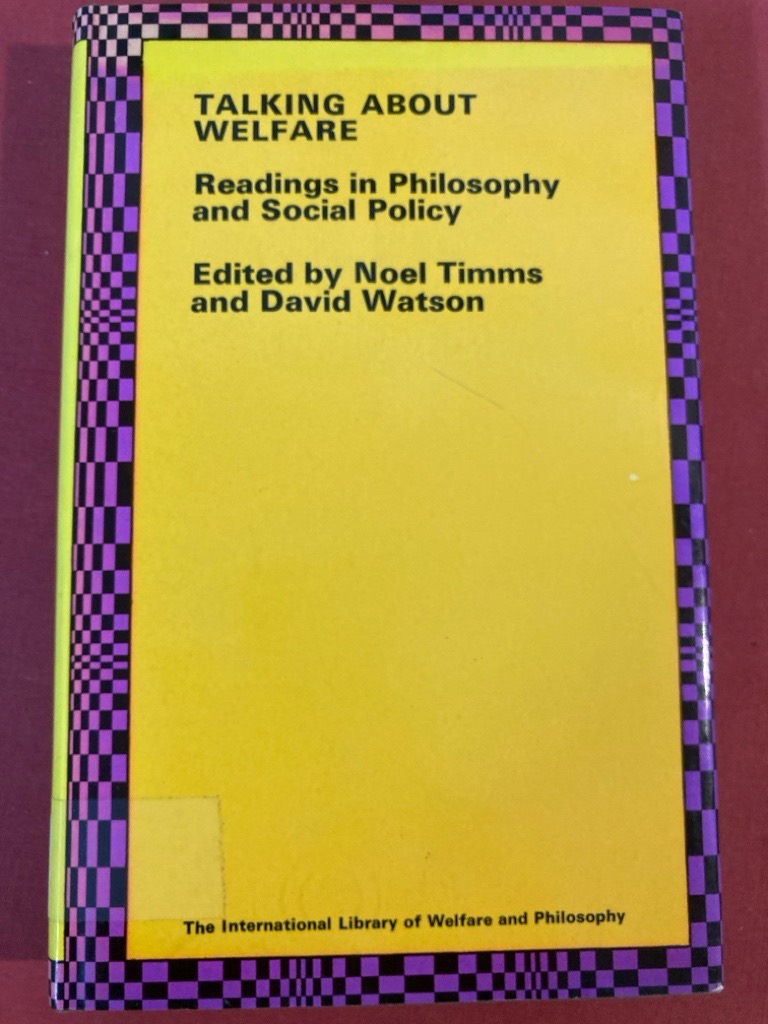 TALKING ABOUT
WELFARE
Readings in Philosophy
and Social Policy
Edited by Noel Timms
and David Watson
The International Library of Welfare and Philosophy